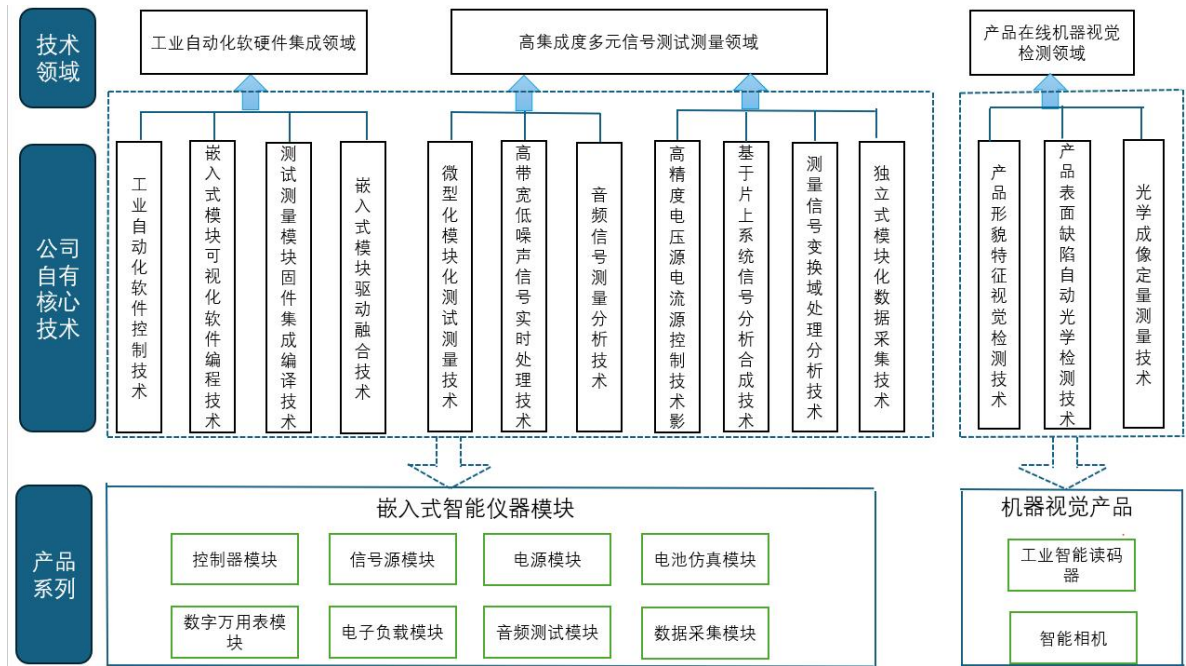 技术
领域
工业自动化软硬件集成领域
高集成度多元信号测试测量领域
产品在线机器视觉
检测领域
公司
自有
核心
技术
工业自动化软件控制技术
嵌入式模块可视化软件编程技术
测试测量模块固件集成编译技术
嵌入式模块驱动融合技术
微型化模块化测试测量技术
高带宽低噪声信号实时处理技术
音频信号测量分析技术
高精度电压源电流源控制技术影
基于片上系统信号分析合成技术
测量信号变换域处理分析技术
独立式模块化数据采集技术
产品形貌特征视觉检测技术
产品表面缺陷自动光学检测技术
光学成像定量测量技术
产品
系列
嵌入式智能仪器模块
控制器模块
信号源模块
电源模块
电池仿真模块
数字万用表模
块
电子负载模块
音频测试模块
数据采集模块
机器视觉产品
工业智能读码
器
智能相机